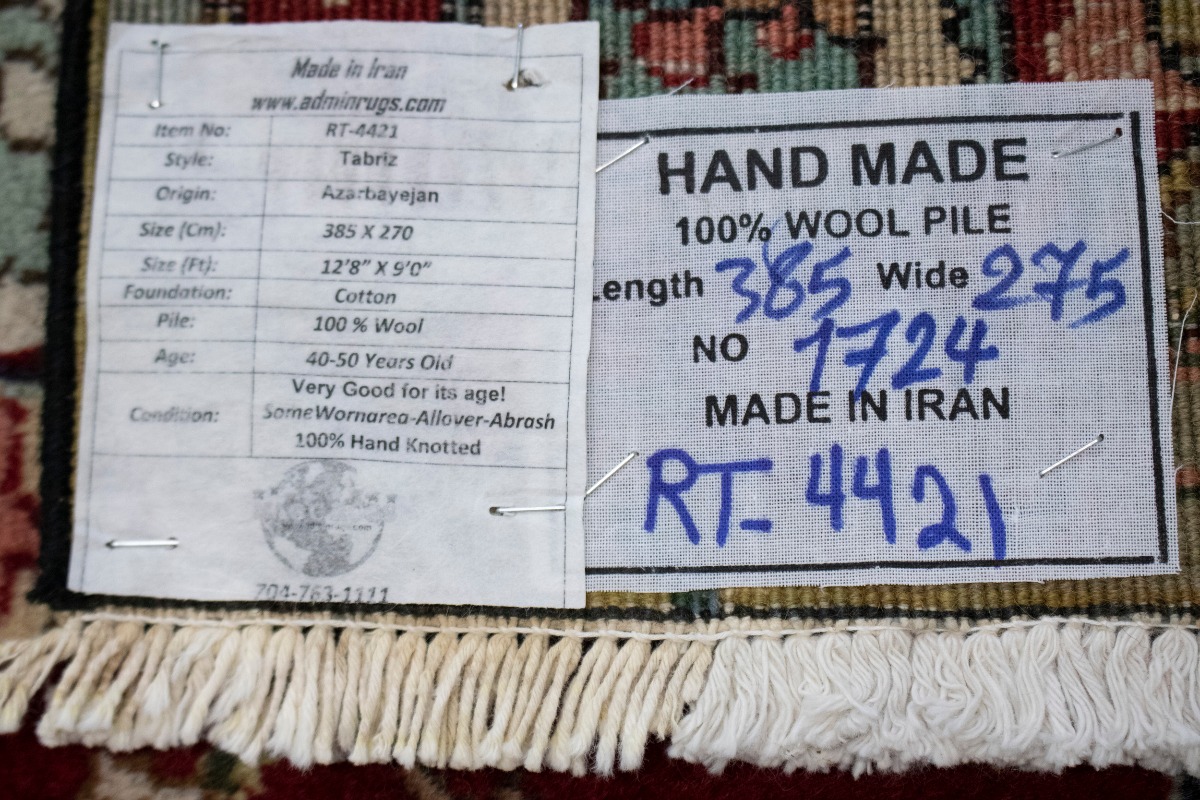 Made in Iran
www.adminrugs.com
Item No: RT-4421
Style: Tabriz
Origin: Azarbayejan
Size (Cm): 385 X 270
Size (Ft): 12'8" X 9'0"
Foundation: Cotton
Pile: 100 % Wool
Age: 40-50 Years Old
Condition: Very Good for its age!
SomeWornarea-Allover-Abrash
100% Hand Knotted
704-763-1111
HAND MADE
100% WOOL PILE
Length 385 Wide 275
NO 1724
MADE IN IRAN
RT-4421